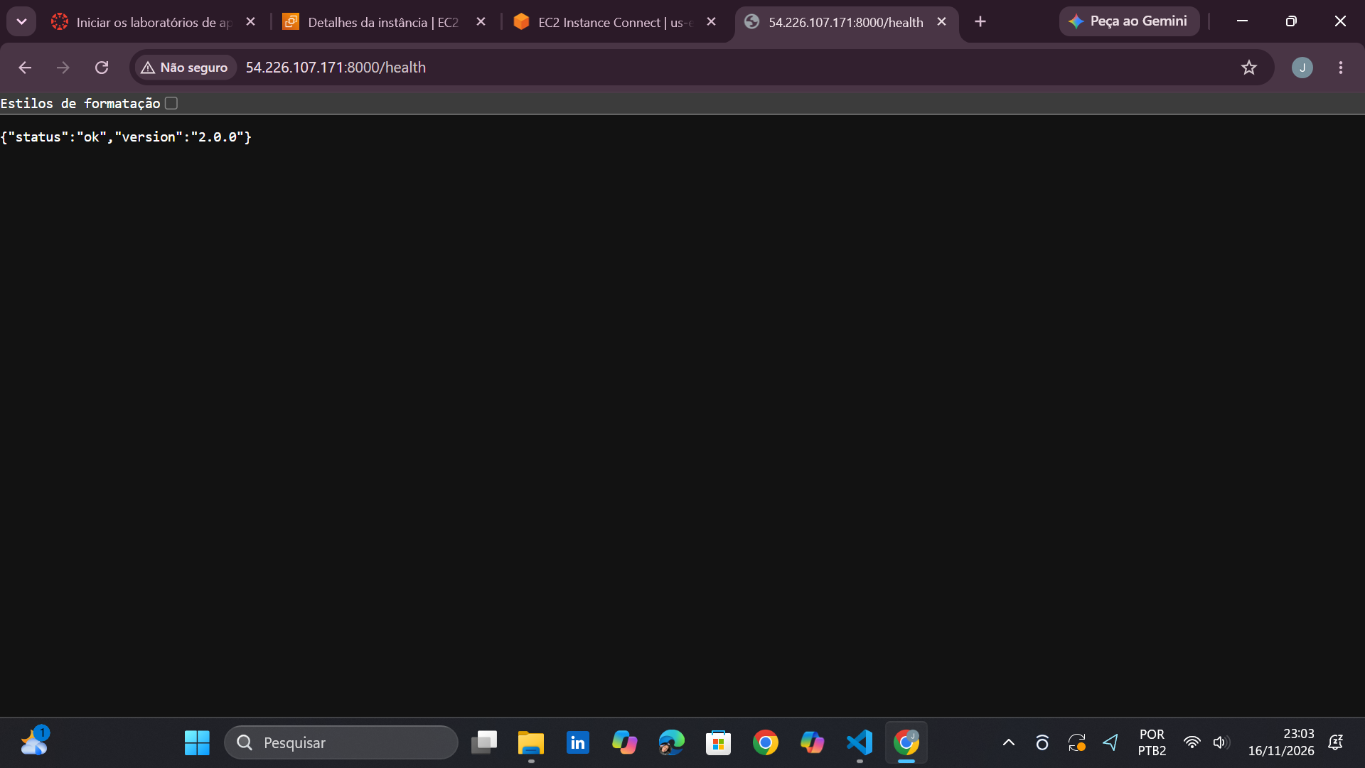 Iniciar os laboratórios de ap
Detalhes da instância | EC2
EC2 Instance Connect | us-e
54.226.107.171:8000/health
Peça ao Gemini
Não seguro
54.226.107.171:8000/health
J
Estilos de formatação
{"status":"ok","version":"2.0.0"}
1
Pesquisar
in
J
POR
PTB2
23:03
16/11/2026